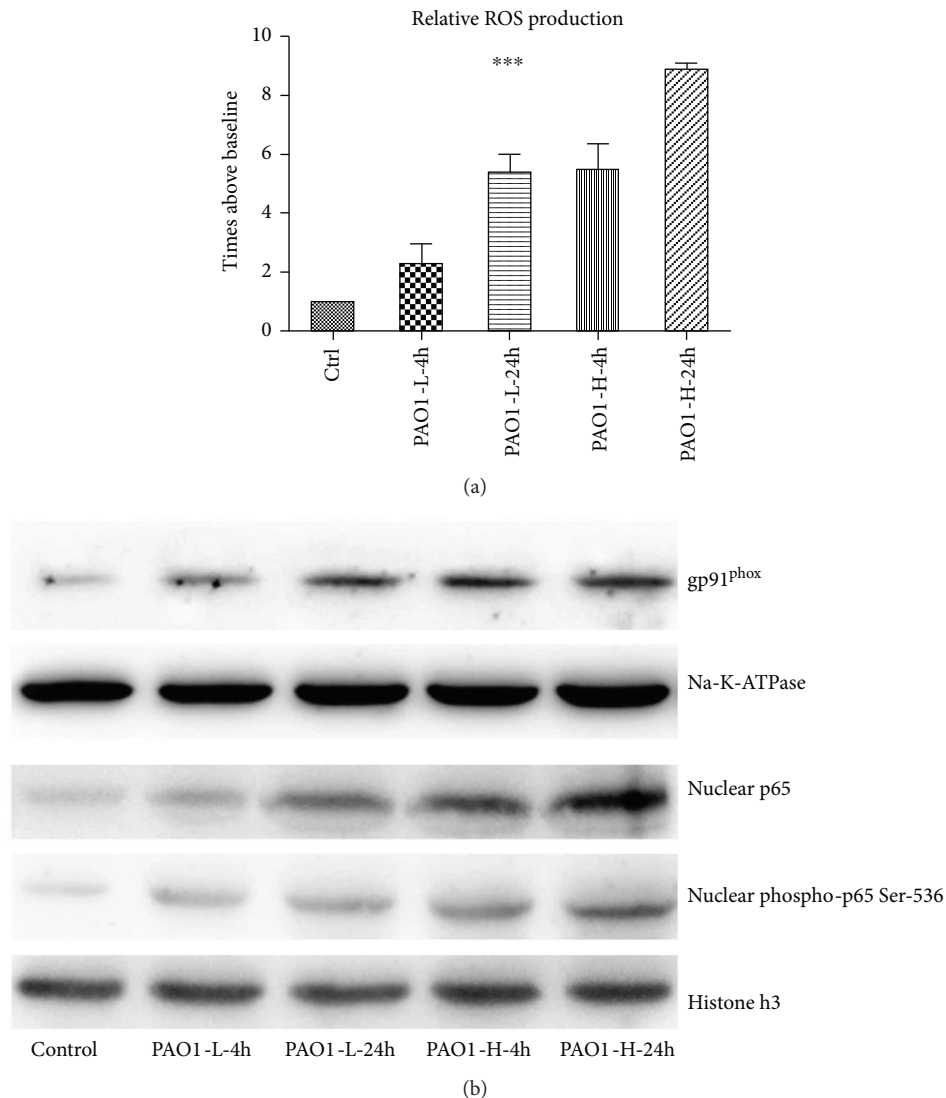 Relative ROS production
10
8
6
4
2
0
Times above baseline
***
Ctrl
PAO1-L-4h
PAO1-L-24h
PAO1-H-4h
PAO1-H-24h
(a)
gp91phox
Na-K-ATPase
Nuclear p65
Nuclear phospho-p65 Ser-536
Histone h3
Control PAO1-L-4h PAO1-L-24h PAO1-H-4h PAO1-H-24h
(b)